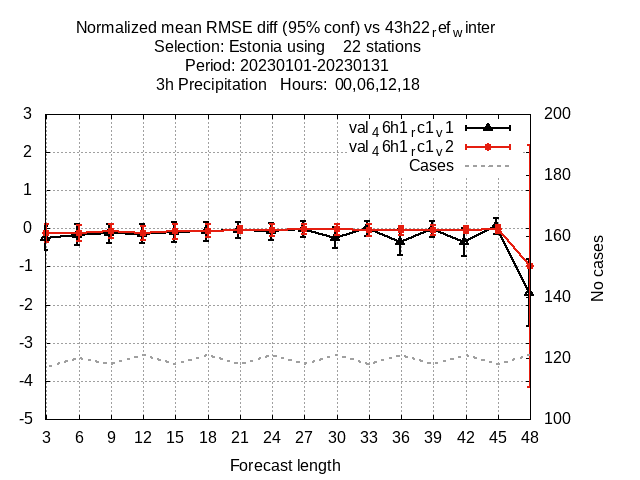 Normalized mean RMSE diff (95% conf) vs 43h22refwinter
Selection: Estonia using 22 stations
Period: 20230101-20230131
3h Precipitation Hours: 00,06,12,18
val46h1rc1v1
val46h1rc1v2
Cases
3
2
1
0
-1
-2
-3
-4
-5
200
180
160
140
120
100
No cases
3 6 9 12 15 18 21 24 27 30 33 36 39 42 45 48
Forecast length